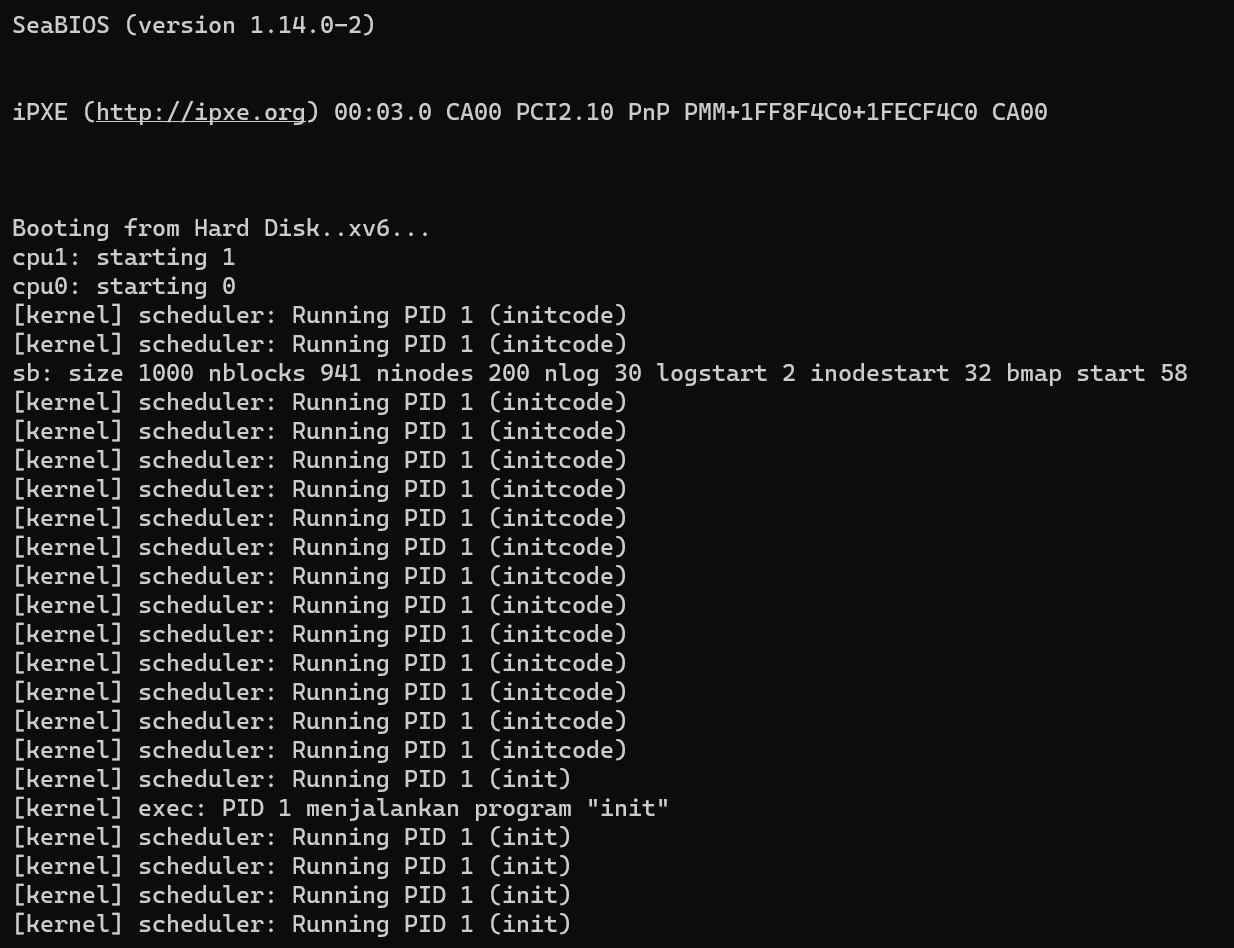 SeaBIOS (version 1.14.0-2)
iPXE (http://ipxe.org) 00:03.0 CA00 PCI2.10 PnP PMM+1FF8F4C0+1FECF4C0 CA00
Booting from Hard Disk..xv6...
cpu1: starting 1
cpu0: starting 0
[kernel] scheduler: Running PID 1 (initcode)
[kernel] scheduler: Running PID 1 (initcode)
sb: size 1000 nblocks 941 ninodes 200 nlog 30 logstart 2 inodestart 32 bmap start 58
[kernel] scheduler: Running PID 1 (initcode)
[kernel] scheduler: Running PID 1 (initcode)
[kernel] scheduler: Running PID 1 (initcode)
[kernel] scheduler: Running PID 1 (initcode)
[kernel] scheduler: Running PID 1 (initcode)
[kernel] scheduler: Running PID 1 (initcode)
[kernel] scheduler: Running PID 1 (initcode)
[kernel] scheduler: Running PID 1 (initcode)
[kernel] scheduler: Running PID 1 (initcode)
[kernel] scheduler: Running PID 1 (initcode)
[kernel] scheduler: Running PID 1 (initcode)
[kernel] scheduler: Running PID 1 (initcode)
[kernel] scheduler: Running PID 1 (initcode)
[kernel] scheduler: Running PID 1 (init)
[kernel] exec: PID 1 menjalankan program "init"
[kernel] scheduler: Running PID 1 (init)
[kernel] scheduler: Running PID 1 (init)
[kernel] scheduler: Running PID 1 (init)
[kernel] scheduler: Running PID 1 (init)